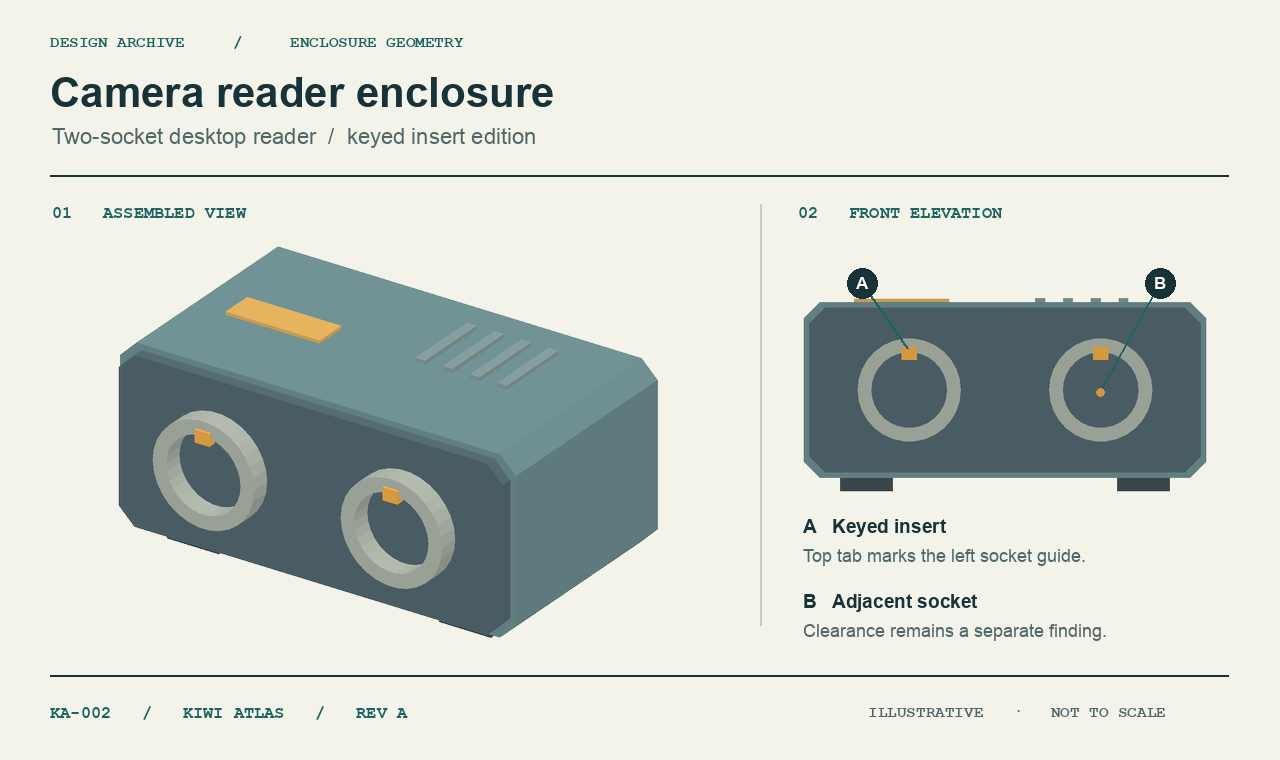 DESIGN ARCHIVE / ENCLOSURE GEOMETRY
Camera reader enclosure
Two-socket desktop reader / keyed insert edition
01 ASSEMBLED VIEW
02 FRONT ELEVATION
A
B
A Keyed insert
Top tab marks the left socket guide.
B Adjacent socket
Clearance remains a separate finding.
KA-002 / KIWI ATLAS / REV A
ILLUSTRATIVE · NOT TO SCALE